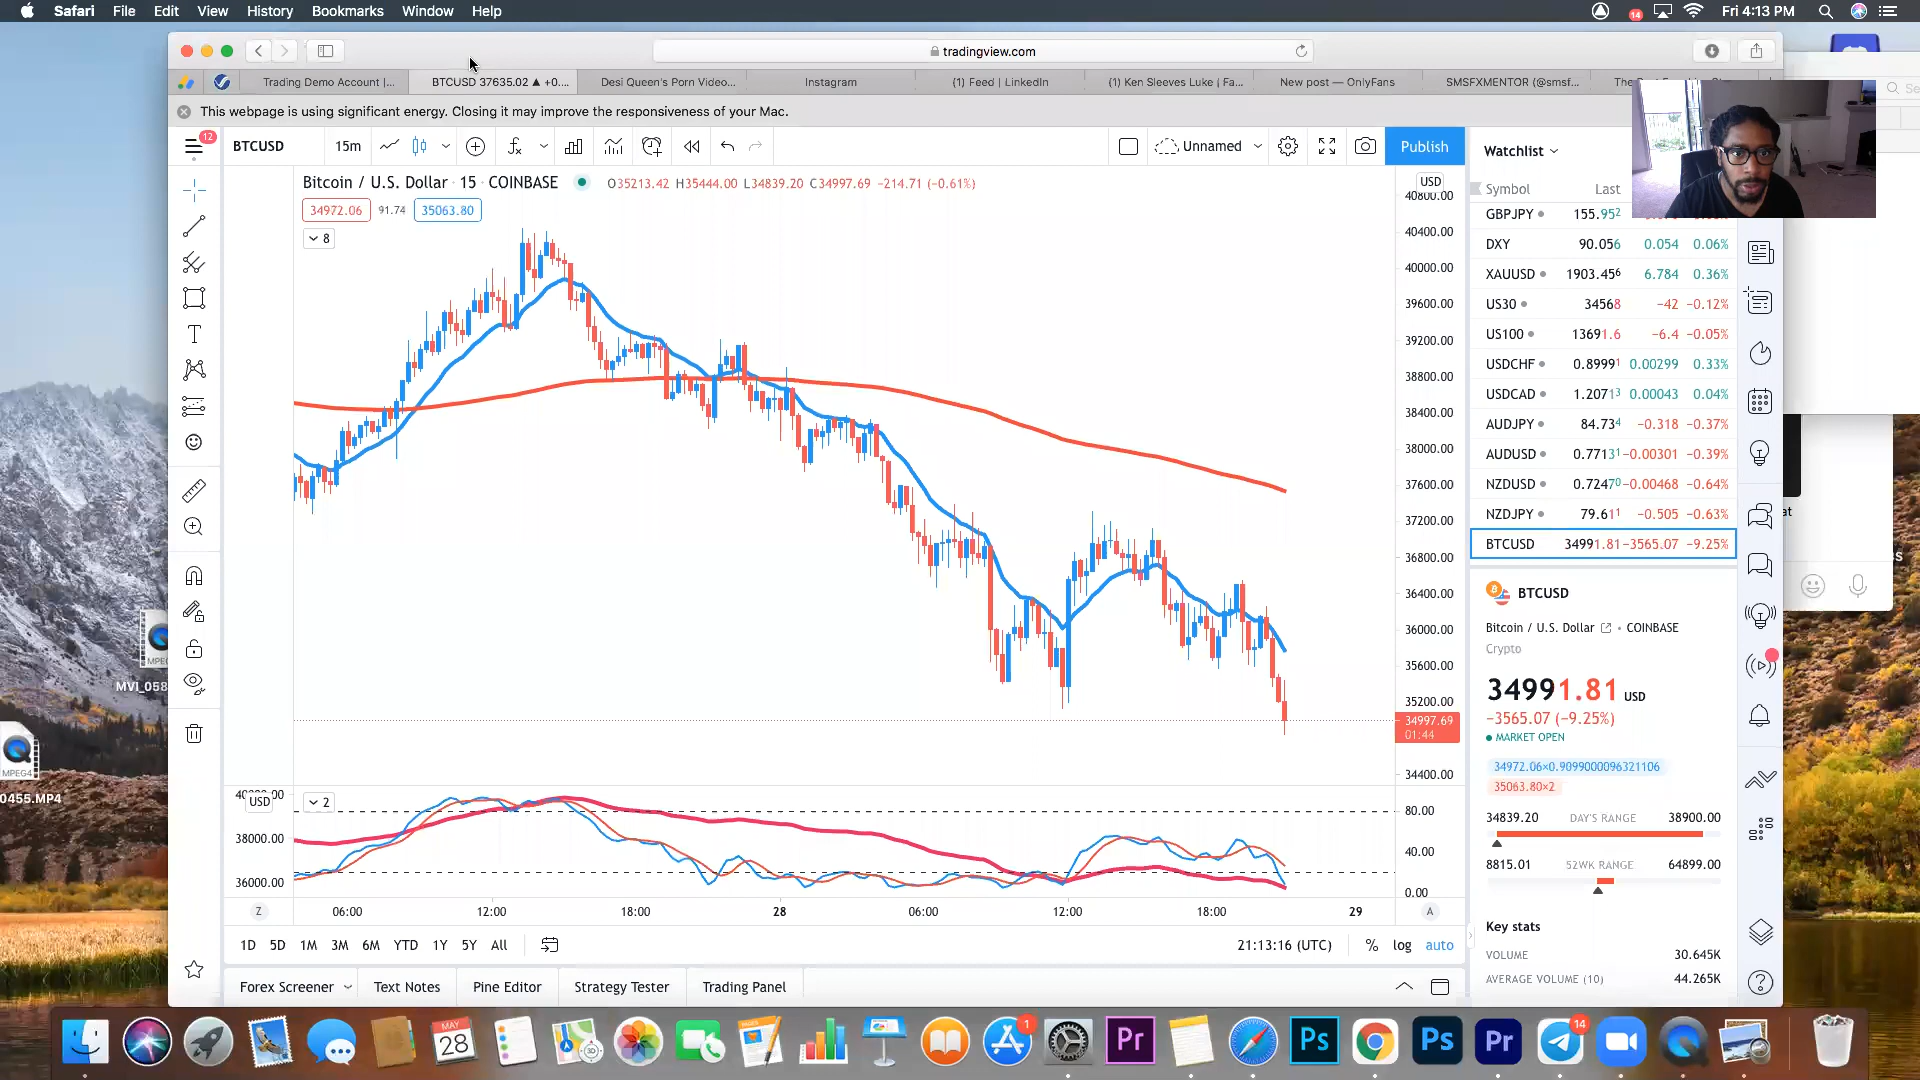 Safari File Edit View History Bookmarks Window Help
14
Fri 4:13 PM
tradingview.com
Trading Demo Account |...
BTCUSD 37635.02 ▲ +0....
Desi Queen's Porn Video...
Instagram
(1) Feed | LinkedIn
(1) Ken Sleeves Luke | Fa...
New post — OnlyFans
SMSFXMENTOR (@smsf...
This webpage is using significant energy. Closing it may improve the responsiveness of your Mac.
12
BTCUSD 15m
Unnamed
Publish
Watchlist
Bitcoin / U.S. Dollar · 15 · COINBASE
O35213.42 H35444.00 L34839.20 C34997.69 −214.71 (−0.61%)
34972.06 91.74 35063.80
8
USD
40800.00
40400.00
40000.00
39600.00
39200.00
38800.00
38400.00
38000.00
37600.00
37200.00
36800.00
36400.00
36000.00
35600.00
35200.00
34997.69
01:44
34400.00
Symbol Last
GBPJPY 155.952
DXY 90.056 0.054 0.06%
XAUUSD 1903.456 6.784 0.36%
US30 34568 −42 −0.12%
US100 13691.6 −6.4 −0.05%
USDCHF 0.89991 0.00299 0.33%
USDCAD 1.20713 0.00043 0.04%
AUDJPY 84.734 −0.318 −0.37%
AUDUSD 0.77131 −0.00301 −0.39%
NZDUSD 0.72470 −0.00468 −0.64%
NZDJPY 79.611 −0.505 −0.63%
BTCUSD 34991.81 −3565.07 −9.25%
BTCUSD
Bitcoin / U.S. Dollar • COINBASE
Crypto
34991.81 USD
−3565.07 (−9.25%)
MARKET OPEN
34972.06×0.9099000096321106
35063.80×2
34839.20 DAY'S RANGE 38900.00
8815.01 52WK RANGE 64899.00
Key stats
VOLUME 30.645K
AVERAGE VOLUME (10) 44.265K
USD
2
38000.00
36000.00
80.00
40.00
0.00
Z 06:00 12:00 18:00 28 06:00 12:00 18:00 29 A
1D 5D 1M 3M 6M YTD 1Y 5Y All
21:13:16 (UTC) % log auto
Forex Screener Text Notes Pine Editor Strategy Tester Trading Panel
MPEG4
0455.MP4
MVI_058
MAY
28
1
Pr
Ps
Ps
Pr
14